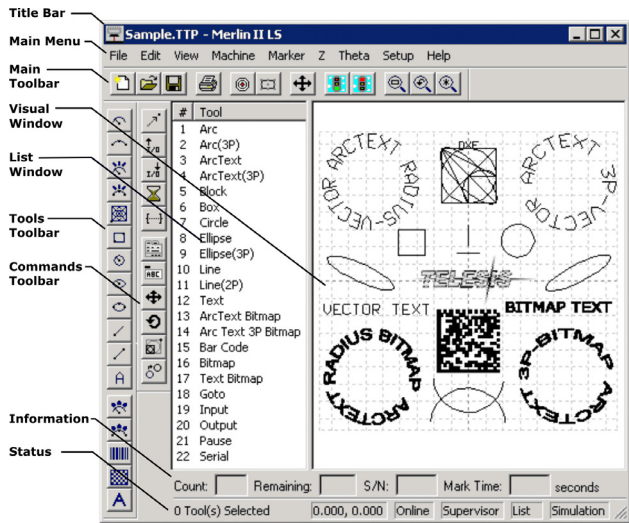 Title Bar
Sample.TTP - Merlin II LS
Main Menu
File Edit View Machine Marker Z Theta Setup Help
Main
Toolbar
Visual
Window
List
Window
Tools
Toolbar
Commands
Toolbar
Information
Status
# Tool
1 Arc
2 Arc(3P)
3 ArcText
4 ArcText(3P)
5 Block
6 Box
7 Circle
8 Ellipse
9 Ellipse(3P)
10 Line
11 Line(2P)
12 Text
13 ArcText Bitmap
14 Arc Text 3P Bitmap
15 Bar Code
16 Bitmap
17 Text Bitmap
18 Goto
19 Input
20 Output
21 Pause
22 Serial
I/O
I/O
ABC
A
A
VECTOR ARCTEXT RADIUS-VECTOR ARCTEXT RADIUS-VECTOR
DXF
ARCTEXT 3P-VECTOR
TELESIS
VECTOR TEXT
BITMAP TEXT
RADIUS BITMAP ARCTEXT
3P-BITMAP ARCTEXT
Count: Remaining: S/N: Mark Time: seconds
0 Tool(s) Selected 0.000, 0.000 Online Supervisor List Simulation